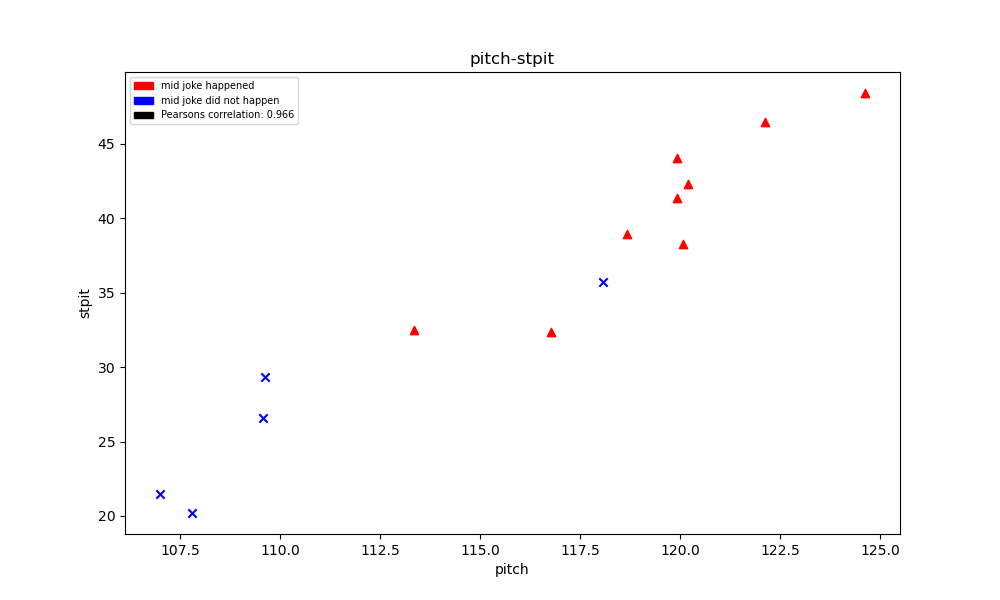 pitch-stpit
mid joke happened
mid joke did not happen
Pearsons correlation: 0.966
stpit
45
40
35
30
25
20
107.5 110.0 112.5 115.0 117.5 120.0 122.5 125.0
pitch